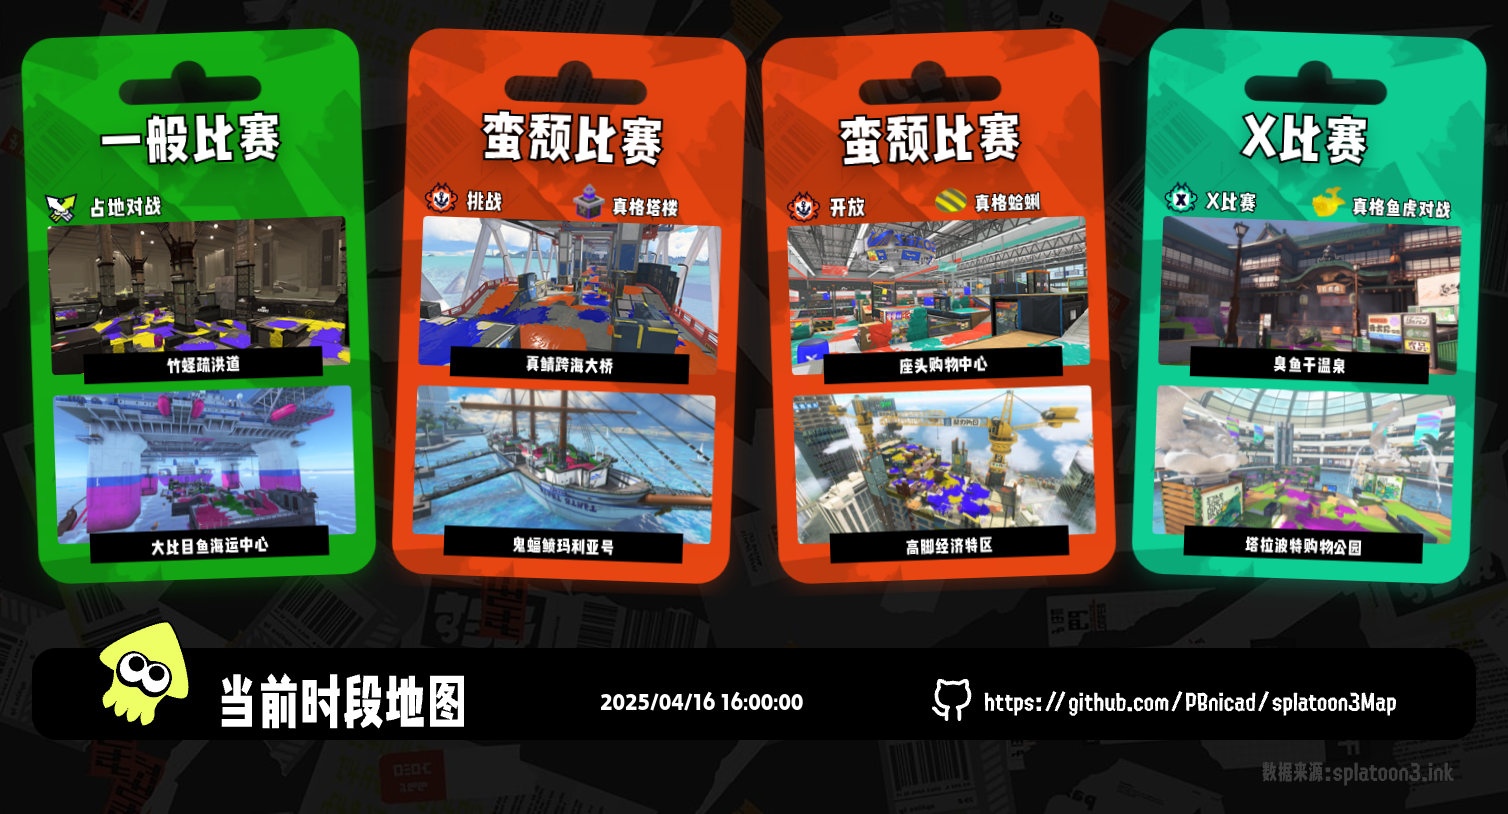 一般比赛
占地对战
竹蛏疏洪道
大比目鱼海运中心
蛮颓比赛
挑战
真格塔楼
真鲷跨海大桥
鬼蝠鲼玛利亚号
蛮颓比赛
开放
真格蛤蜊
座头购物中心
高脚经济特区
X比赛
X比赛
真格鱼虎对战
臭鱼干温泉
塔拉波特购物公园
当前时段地图
2025/04/16 16:00:00
https://github.com/PBnicad/splatoon3Map
数据来源:splatoon3.ink